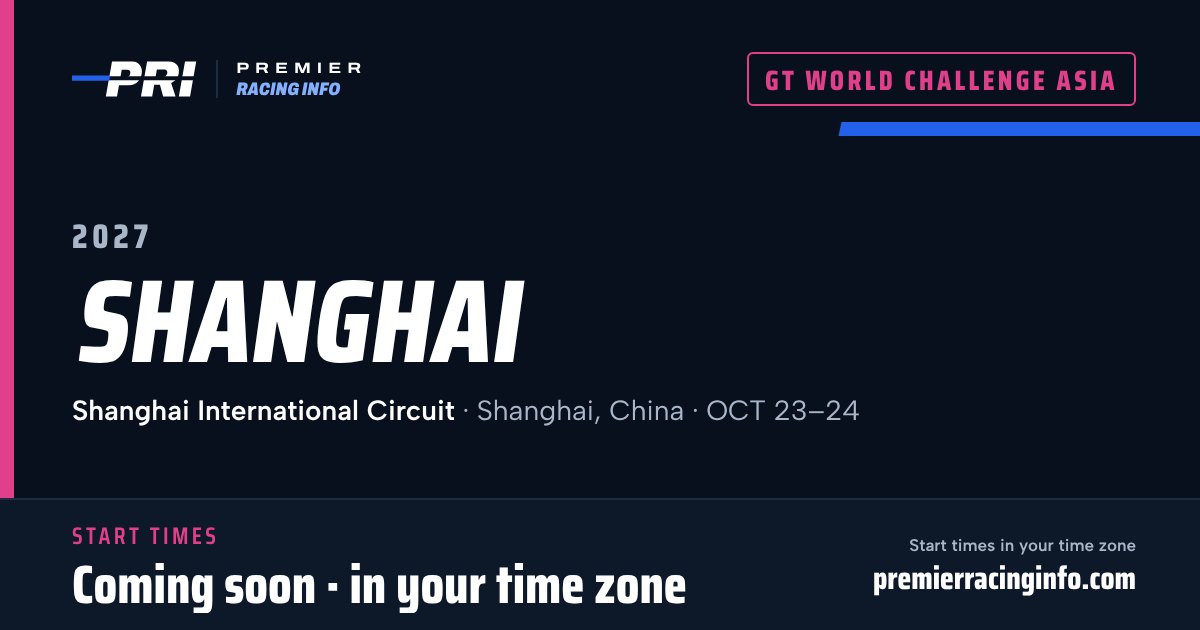 PRI
PREMIER
RACING INFO
GT WORLD CHALLENGE ASIA
2027
SHANGHAI
Shanghai International Circuit · Shanghai, China · OCT 23–24
START TIMES
Coming soon · in your time zone
Start times in your time zone
premierracinginfo.com